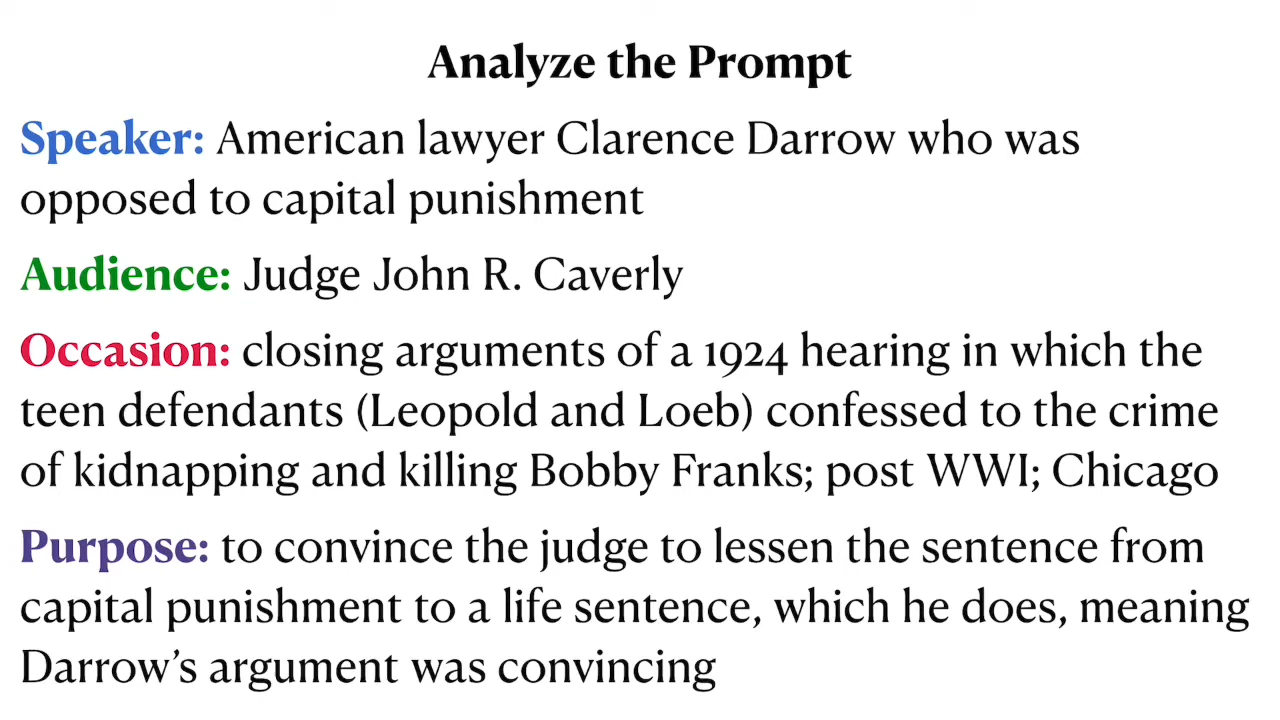 Analyze the Prompt
Speaker: American lawyer Clarence Darrow who was
opposed to capital punishment
Audience: Judge John R. Caverly
Occasion: closing arguments of a 1924 hearing in which the
teen defendants (Leopold and Loeb) confessed to the crime
of kidnapping and killing Bobby Franks; post WWI; Chicago
Purpose: to convince the judge to lessen the sentence from
capital punishment to a life sentence, which he does, meaning
Darrow’s argument was convincing